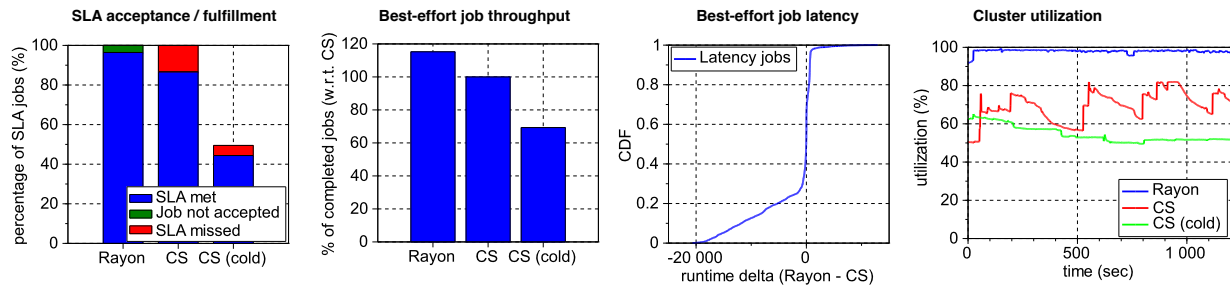 SLA acceptance / fulfillment
percentage of SLA jobs (%)
100
80
60
40
20
0
SLA met
Job not accepted
SLA missed
Rayon
CS
CS (cold)
Best-effort job throughput
% of completed jobs (w.r.t. CS)
120
100
80
60
40
20
0
Rayon
CS
CS (cold)
Best-effort job latency
CDF
1
0.8
0.6
0.4
0.2
0
Latency jobs
-20 000
0
runtime delta (Rayon - CS)
Cluster utilization
utilization (%)
100
80
60
40
20
0
Rayon
CS
CS (cold)
0
500
1 000
time (sec)